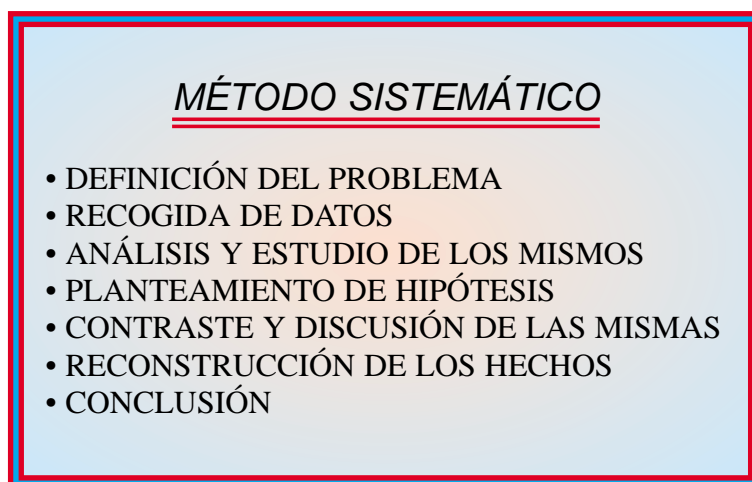 MÉTODO SISTEMÁTICO
• DEFINICIÓN DEL PROBLEMA
• RECOGIDA DE DATOS
• ANÁLISIS Y ESTUDIO DE LOS MISMOS
• PLANTEAMIENTO DE HIPÓTESIS
• CONTRASTE Y DISCUSIÓN DE LAS MISMAS
• RECONSTRUCCIÓN DE LOS HECHOS
• CONCLUSIÓN